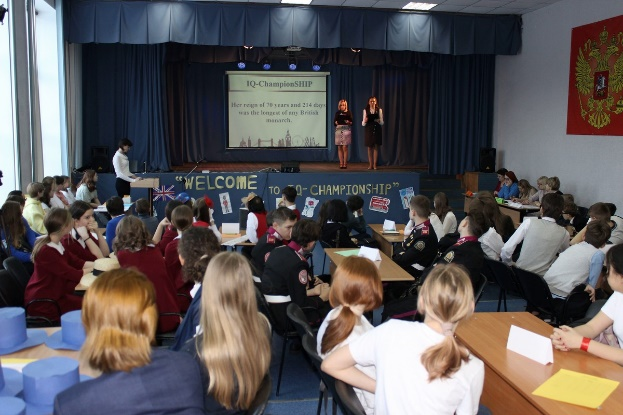 IQ-ChampionSHIP
Her reign of 70 years and 214 days
was the longest of any British
monarch.
"WELCOME TO IQ-CHAMPIONSHIP"